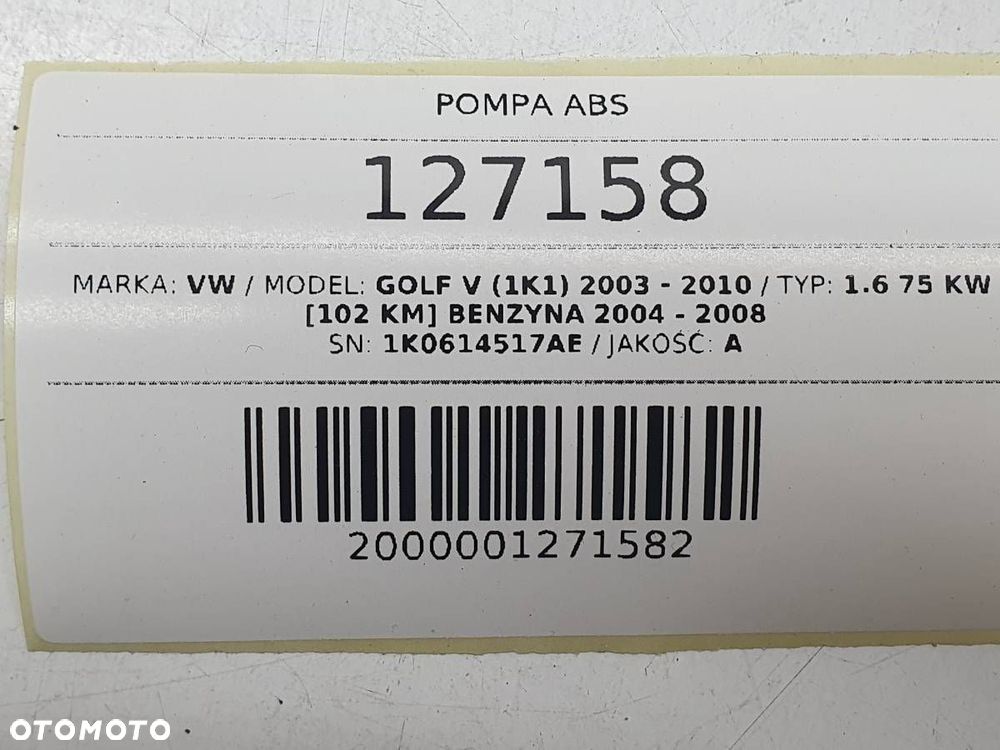 POMPA ABS
127158
MARKA: VW / MODEL: GOLF V (1K1) 2003 - 2010 / TYP: 1.6 75 KW
[102 KM] BENZYNA 2004 - 2008
SN: 1K0614517AE / JAKOŚĆ: A
2000001271582
OTOMOTO